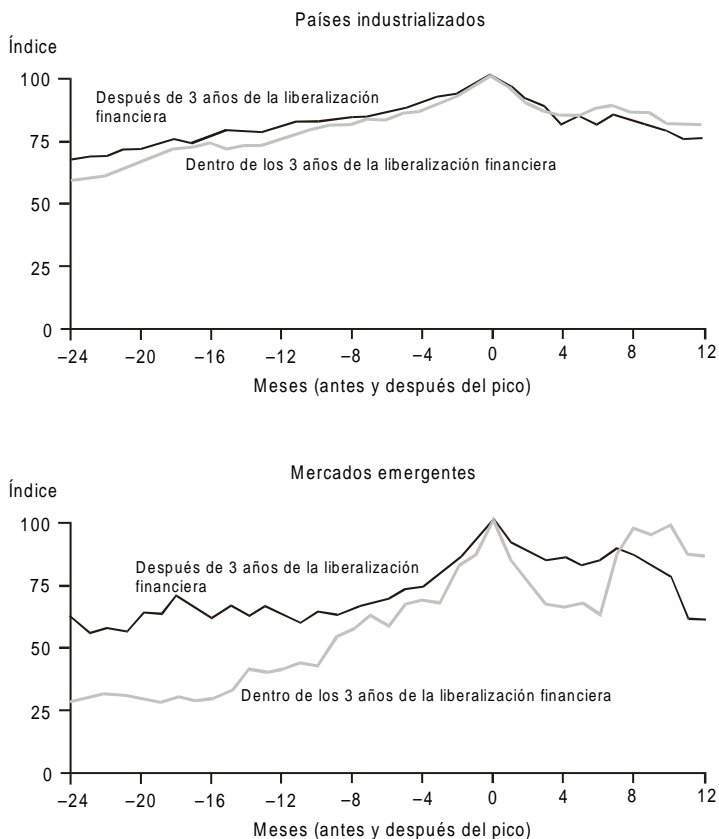 Países industrializados
Índice
100
75
50
25
0
Después de 3 años de la liberalización
financiera
Dentro de los 3 años de la liberalización financiera
−24 −20 −16 −12 −8 −4 0 4 8 12
Meses (antes y después del pico)
Mercados emergentes
Índice
100
75
50
25
0
Después de 3 años de la liberalización
financiera
Dentro de los 3 años de la liberalización financiera
−24 −20 −16 −12 −8 −4 0 4 8 12
Meses (antes y después del pico)